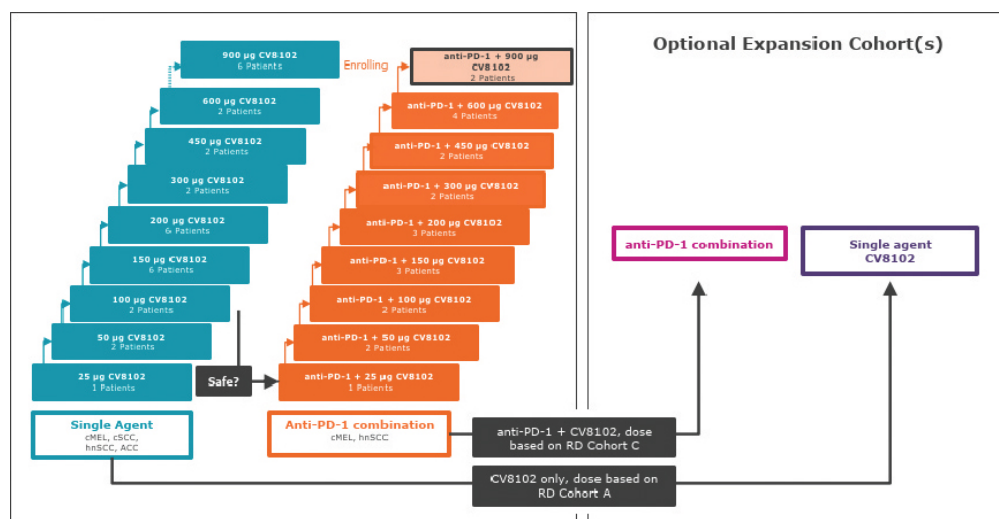 Optional Expansion Cohort(s)
900 µg CV8102
6 Patients
Enrolling
anti-PD-1 + 900 µg
CV8102
2 Patients
600 µg CV8102
2 Patients
anti-PD-1 + 600 µg CV8102
4 Patients
450 µg CV8102
2 Patients
anti-PD-1 + 450 µg CV8102
2 Patients
300 µg CV8102
2 Patients
anti-PD-1 + 300 µg CV8102
2 Patients
200 µg CV8102
6 Patients
anti-PD-1 + 200 µg CV8102
3 Patients
150 µg CV8102
6 Patients
anti-PD-1 + 150 µg CV8102
3 Patients
100 µg CV8102
2 Patients
anti-PD-1 + 100 µg CV8102
2 Patients
50 µg CV8102
2 Patients
anti-PD-1 + 50 µg CV8102
2 Patients
25 µg CV8102
1 Patients
Safe?
anti-PD-1 + 25 µg CV8102
1 Patients
Single Agent
cMEL, cSCC,
hnSCC, ACC
Anti-PD-1 combination
cMEL, hnSCC
anti-PD-1 + CV8102, dose
based on RD Cohort C
CV8102 only, dose based on
RD Cohort A
anti-PD-1 combination
Single agent
CV8102